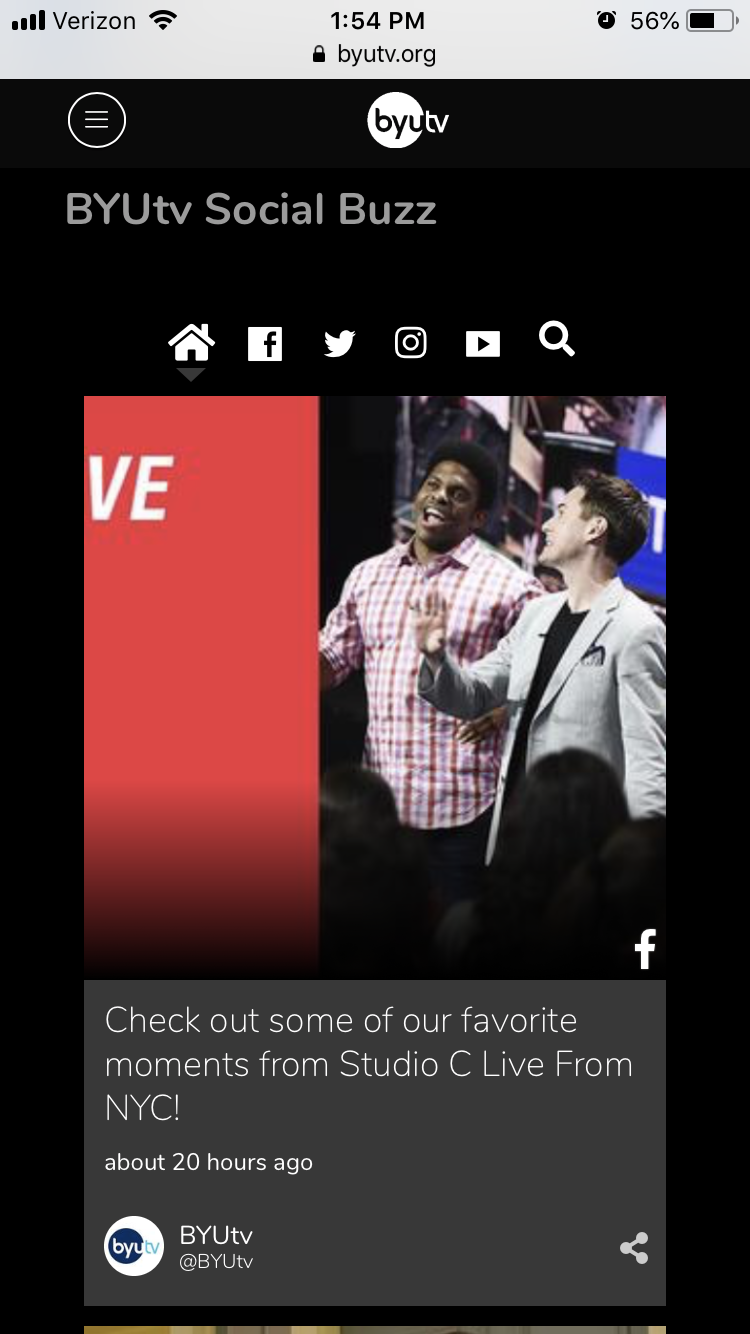 Verizon 1:54 PM 56%
byutv.org
byutv
BYUtv Social Buzz
VE
T
f
Check out some of our favorite
moments from Studio C Live From
NYC!
about 20 hours ago
byutv BYUtv
@BYUtv